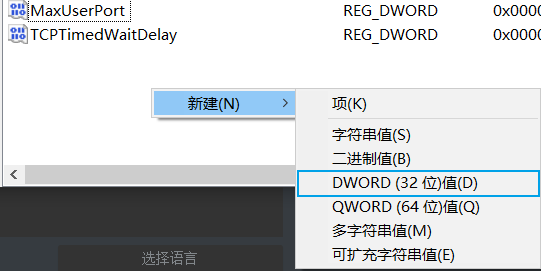 MaxUserPort REG_DWORD 0x0000
TCPTimedWaitDelay REG_DWORD 0x0000
新建(N)
项(K)
字符串值(S)
二进制值(B)
DWORD (32 位)值(D)
QWORD (64 位)值(Q)
多字符串值(M)
可扩充字符串值(E)
选择语言